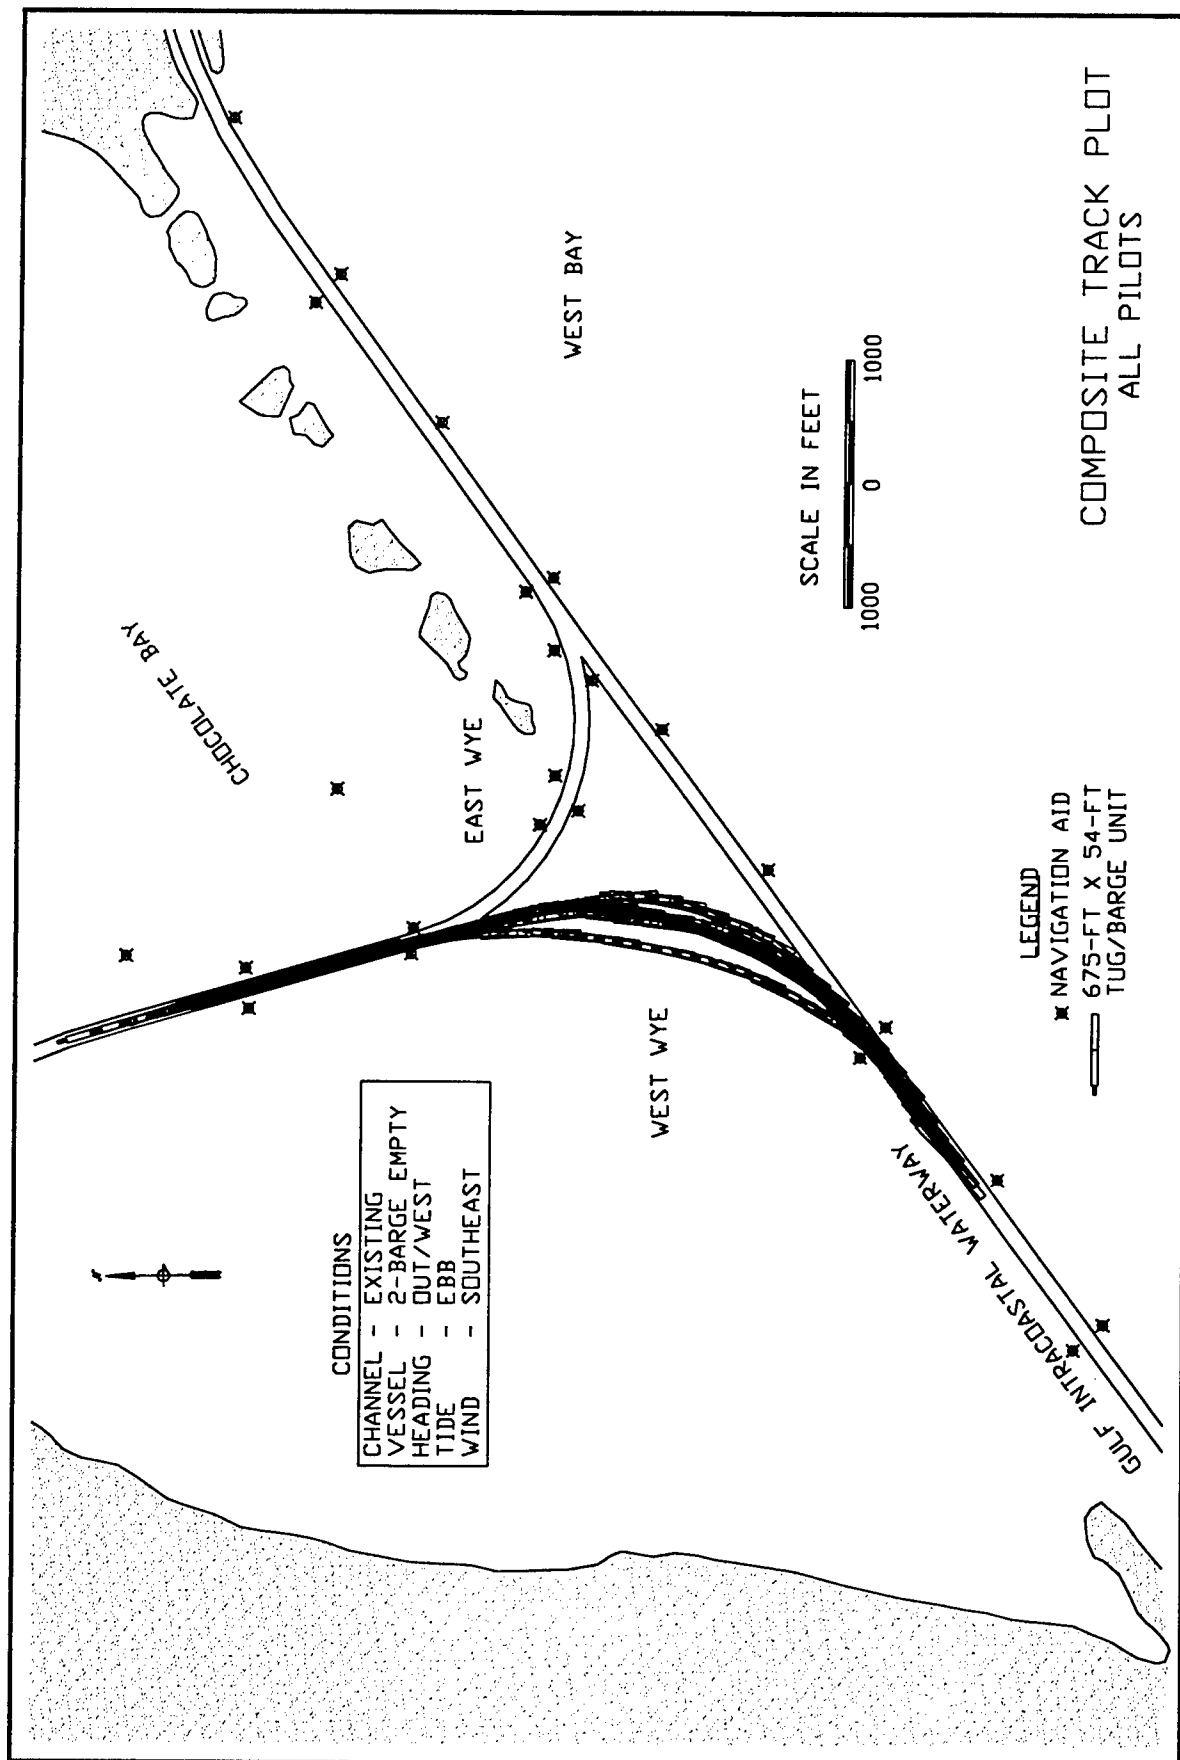 CHOCOLATE BAY
EAST WYE
WEST BAY
WEST WYE
GULF INTRACOASTAL WATERWAY
N
CONDITIONS
CHANNEL - EXISTING
VESSEL - 2-BARGE EMPTY
HEADING - OUT/WEST
TIDE - EBB
WIND - SOUTHEAST
SCALE IN FEET
1000 0 1000
LEGEND
NAVIGATION AID
675-FT X 54-FT
TUG/BARGE UNIT
COMPOSITE TRACK PLOT
ALL PILOTS